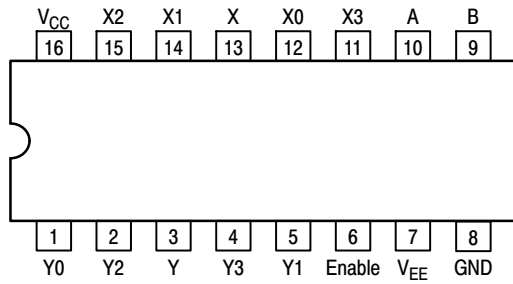 VCC X2 X1 X X0 X3 A B
16 15 14 13 12 11 10 9
1 2 3 4 5 6 7 8
Y0 Y2 Y Y3 Y1 Enable VEE GND